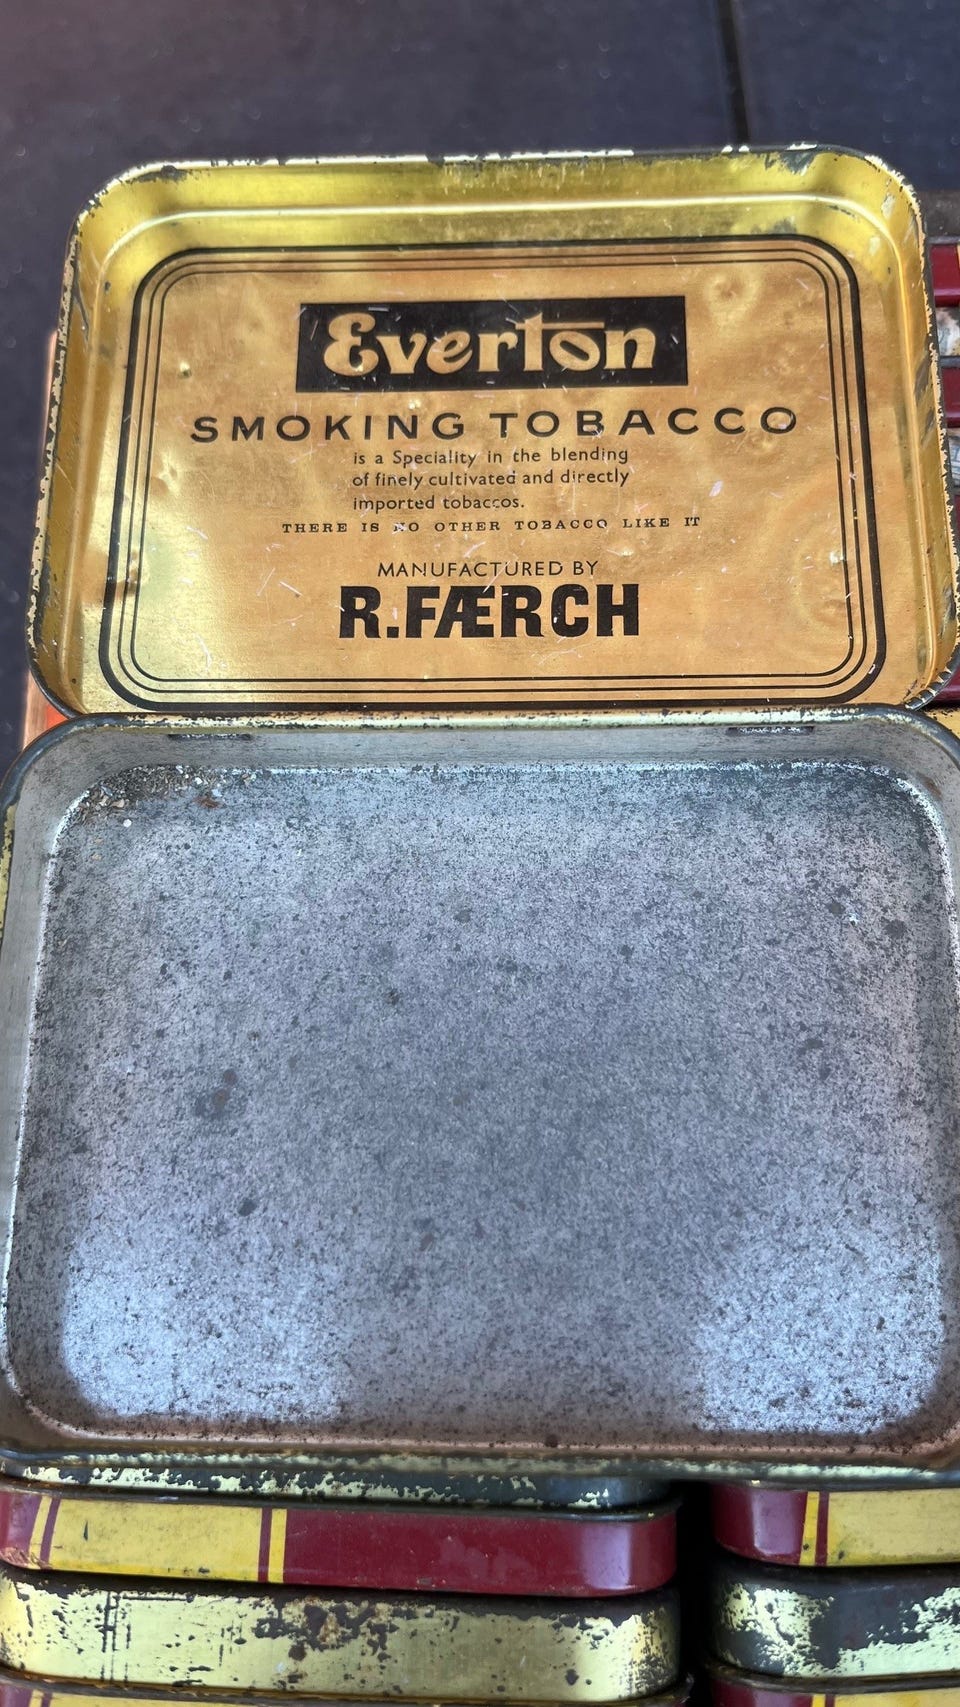 Everton
SMOKING TOBACCO
is a Speciality in the blending
of finely cultivated and directly
imported tobaccos.
THERE IS NO OTHER TOBACCO LIKE IT
MANUFACTURED BY
R.FÆRCH